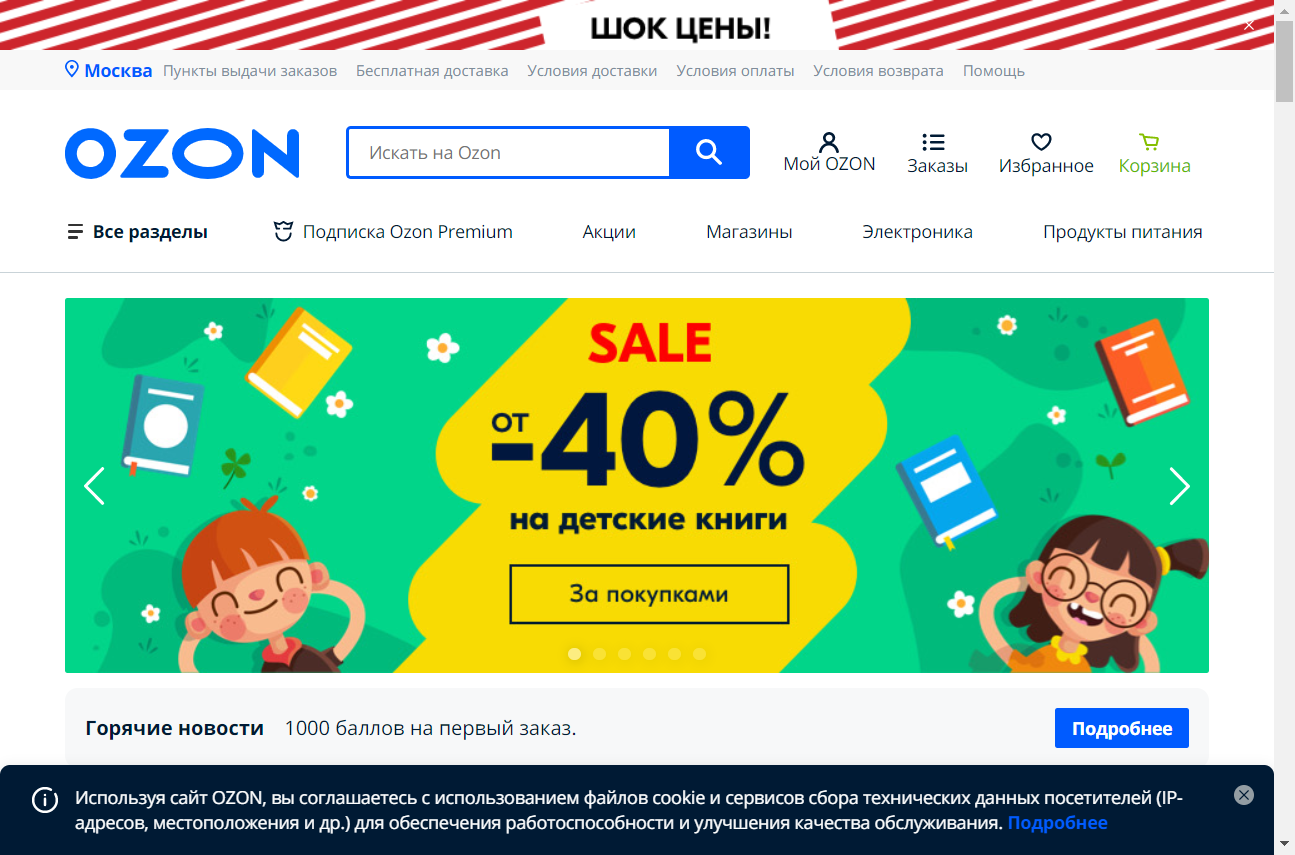 ШОК ЦЕНЫ!
Москва Пункты выдачи заказов Бесплатная доставка Условия доставки Условия оплаты Условия возврата Помощь
OZON Искать на Ozon Мой OZON Заказы Избранное Корзина
Все разделы Подписка Ozon Premium Акции Магазины Электроника Продукты питания
SALE
от -40%
на детские книги
За покупками
Горячие новости 1000 баллов на первый заказ. Подробнее
Используя сайт OZON, вы соглашаетесь с использованием файлов cookie и сервисов сбора технических данных посетителей (IP-
адресов, местоположения и др.) для обеспечения работоспособности и улучшения качества обслуживания. Подробнее